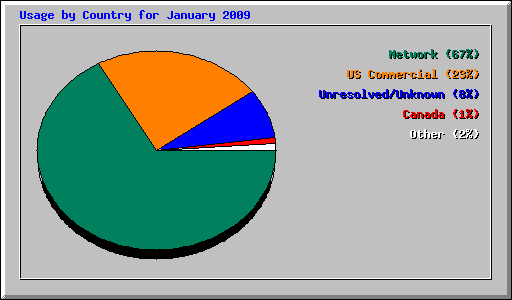 Usage by Country for January 2009
Network (67%)
US Commercial (23%)
Unresolved/Unknown (8%)
Canada (1%)
Other (2%)